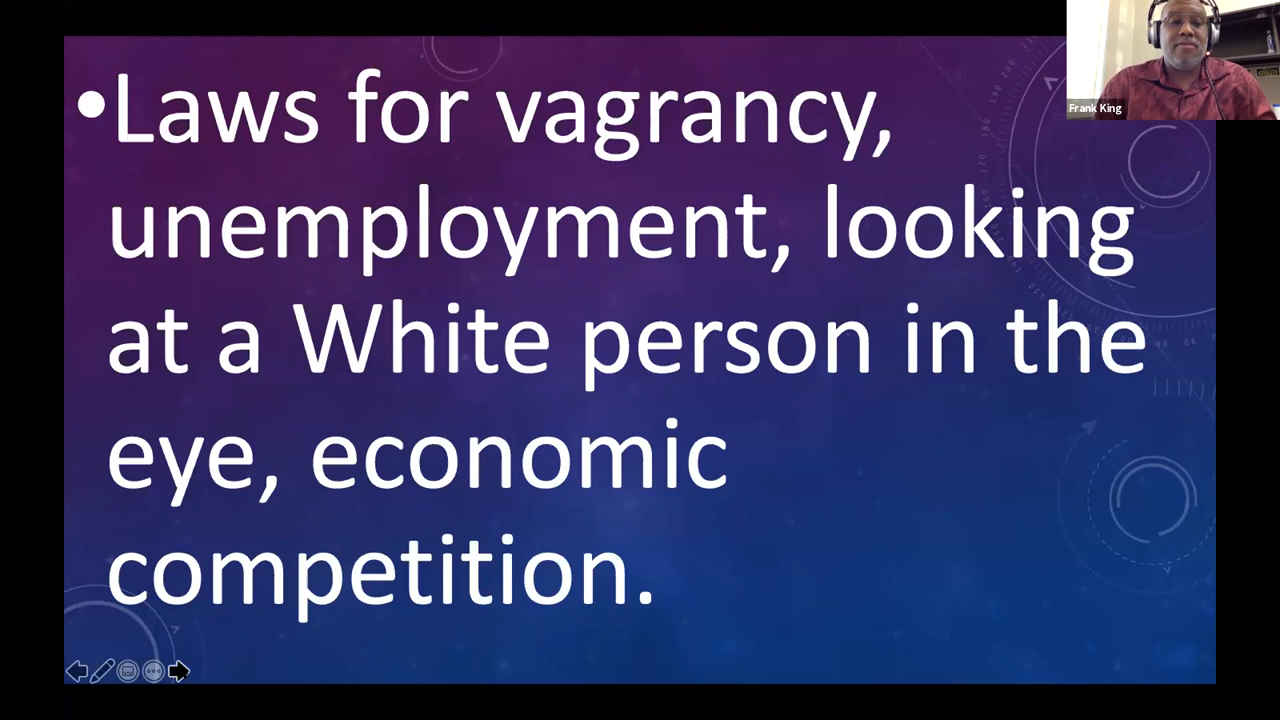 •Laws for vagrancy,
unemployment, looking
at a White person in the
eye, economic
competition.
Frank King